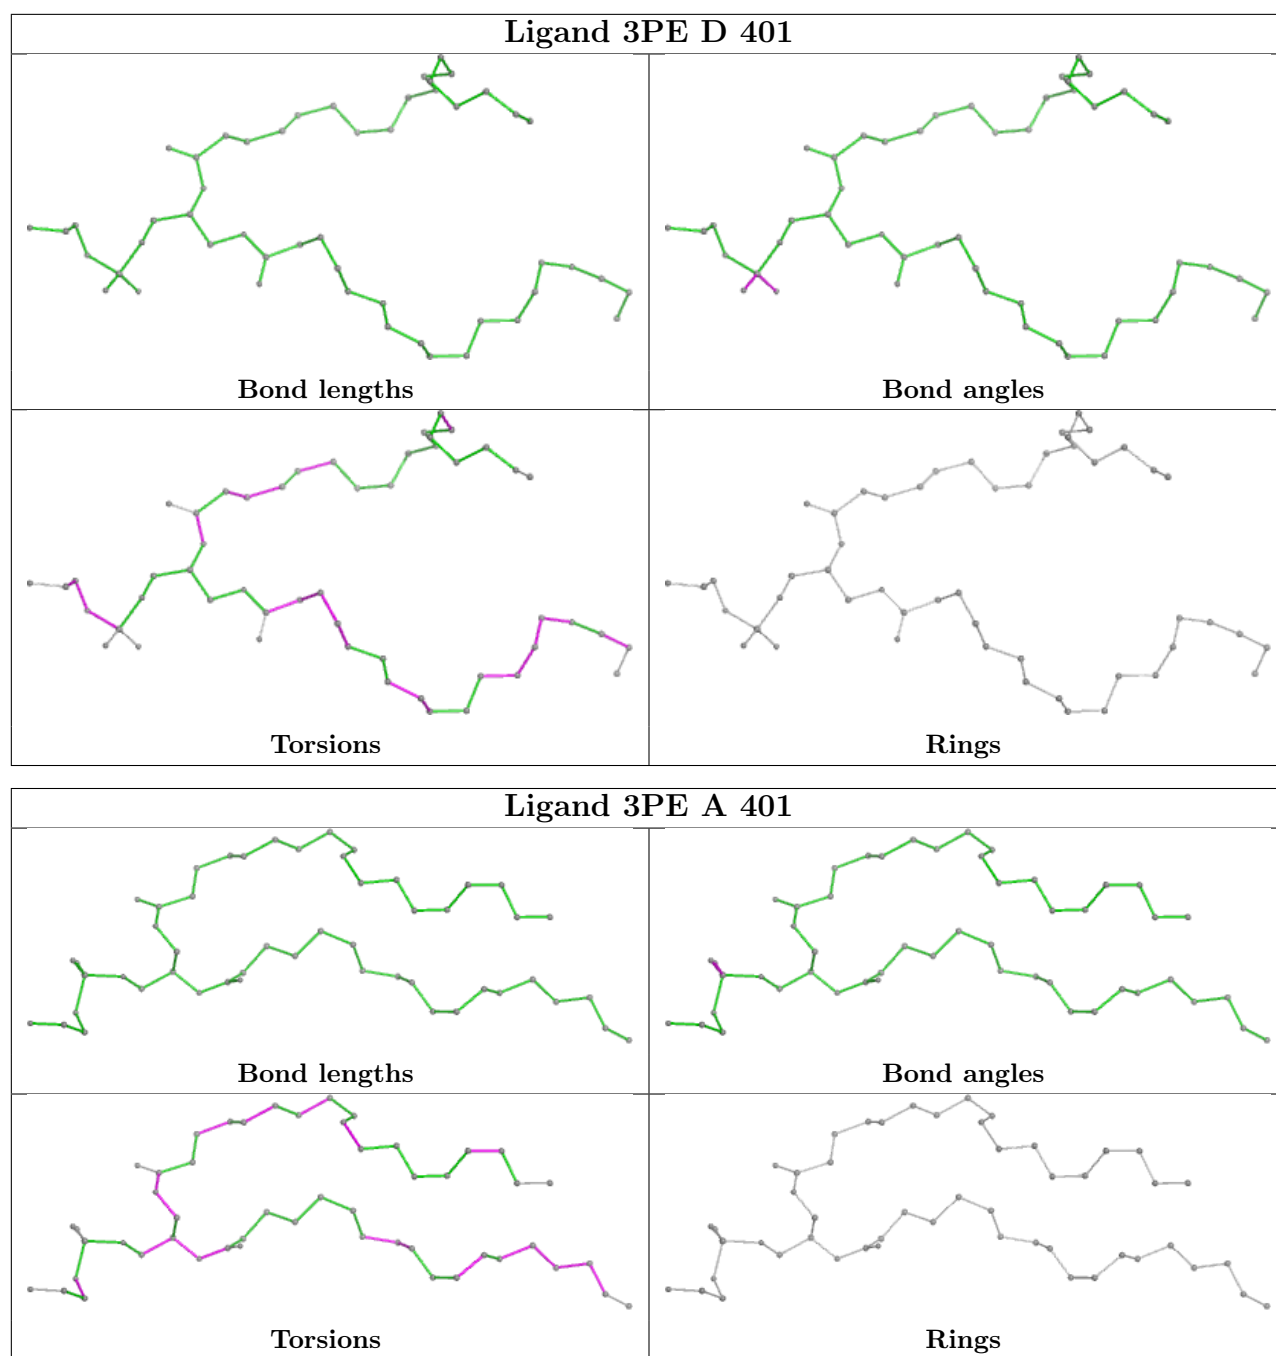 Ligand 3PE D 401
Bond lengths
Bond angles
Torsions
Rings
Ligand 3PE A 401
Bond lengths
Bond angles
Torsions
Rings